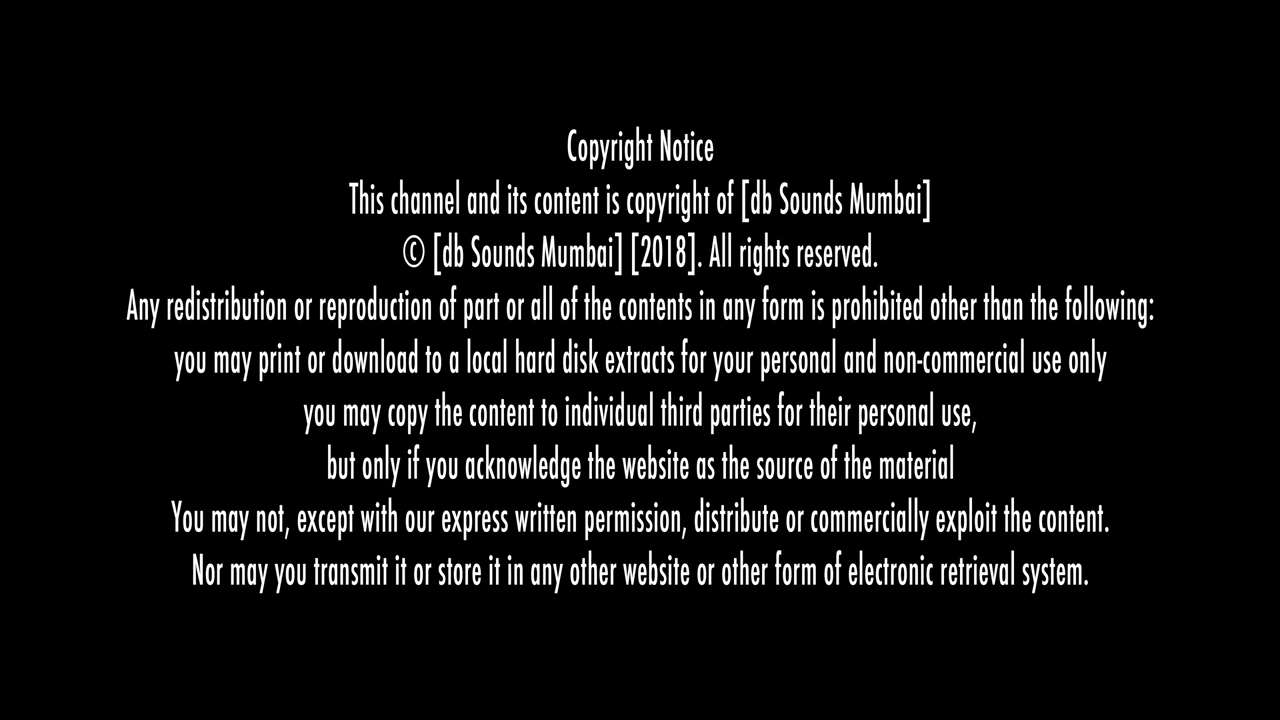 Copyright Notice
This channel and its content is copyright of [db Sounds Mumbai]
© [db Sounds Mumbai] [2018]. All rights reserved.
Any redistribution or reproduction of part or all of the contents in any form is prohibited other than the following:
you may print or download to a local hard disk extracts for your personal and non-commercial use only
you may copy the content to individual third parties for their personal use,
but only if you acknowledge the website as the source of the material
You may not, except with our express written permission, distribute or commercially exploit the content.
Nor may you transmit it or store it in any other website or other form of electronic retrieval system.